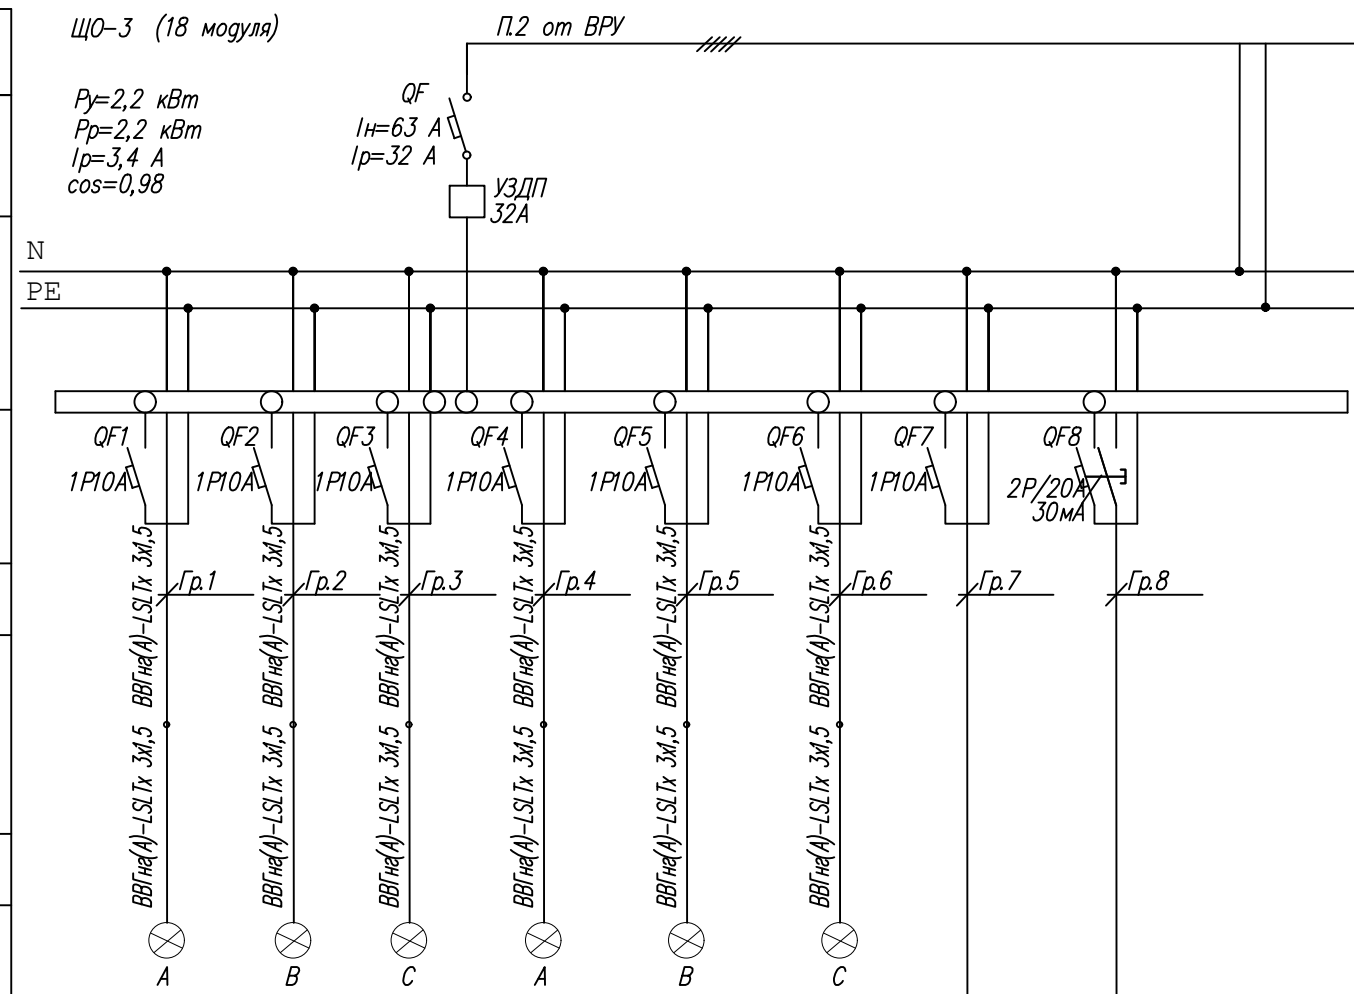 ЩО-3 (18 модуля)
П.2 от ВРУ
Ру=2,2 кВт
Рр=2,2 кВт
Iр=3,4 А
cos=0,98
QF
Iн=63 А
Iр=32 А
УЗДП
32А
N
PE
QF1
1Р10А
QF2
1Р10А
QF3
1Р10А
QF4
1Р10А
QF5
1Р10А
QF6
1Р10А
QF7
1Р10А
QF8
2Р/20А
30мА
ВВГнг(А)-LSLTx 3х1,5
ВВГнг(А)-LSLTx 3х1,5
ВВГнг(А)-LSLTx 3х1,5
ВВГнг(А)-LSLTx 3х1,5
ВВГнг(А)-LSLTx 3х1,5
ВВГнг(А)-LSLTx 3х1,5
Гр.1
Гр.2
Гр.3
Гр.4
Гр.5
Гр.6
Гр.7
Гр.8
ВВГнг(А)-LSLTx 3х1,5
ВВГнг(А)-LSLTx 3х1,5
ВВГнг(А)-LSLTx 3х1,5
ВВГнг(А)-LSLTx 3х1,5
ВВГнг(А)-LSLTx 3х1,5
ВВГнг(А)-LSLTx 3х1,5
A
B
C
A
B
C